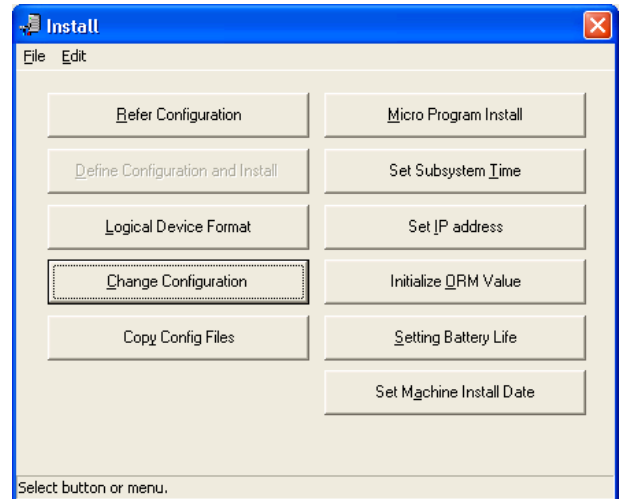 Install
File Edit
Refer Configuration
Define Configuration and Install
Logical Device Format
Change Configuration
Copy Config Files
Micro Program Install
Set Subsystem Time
Set IP address
Initialize ORM Value
Setting Battery Life
Set Machine Install Date
Select button or menu.